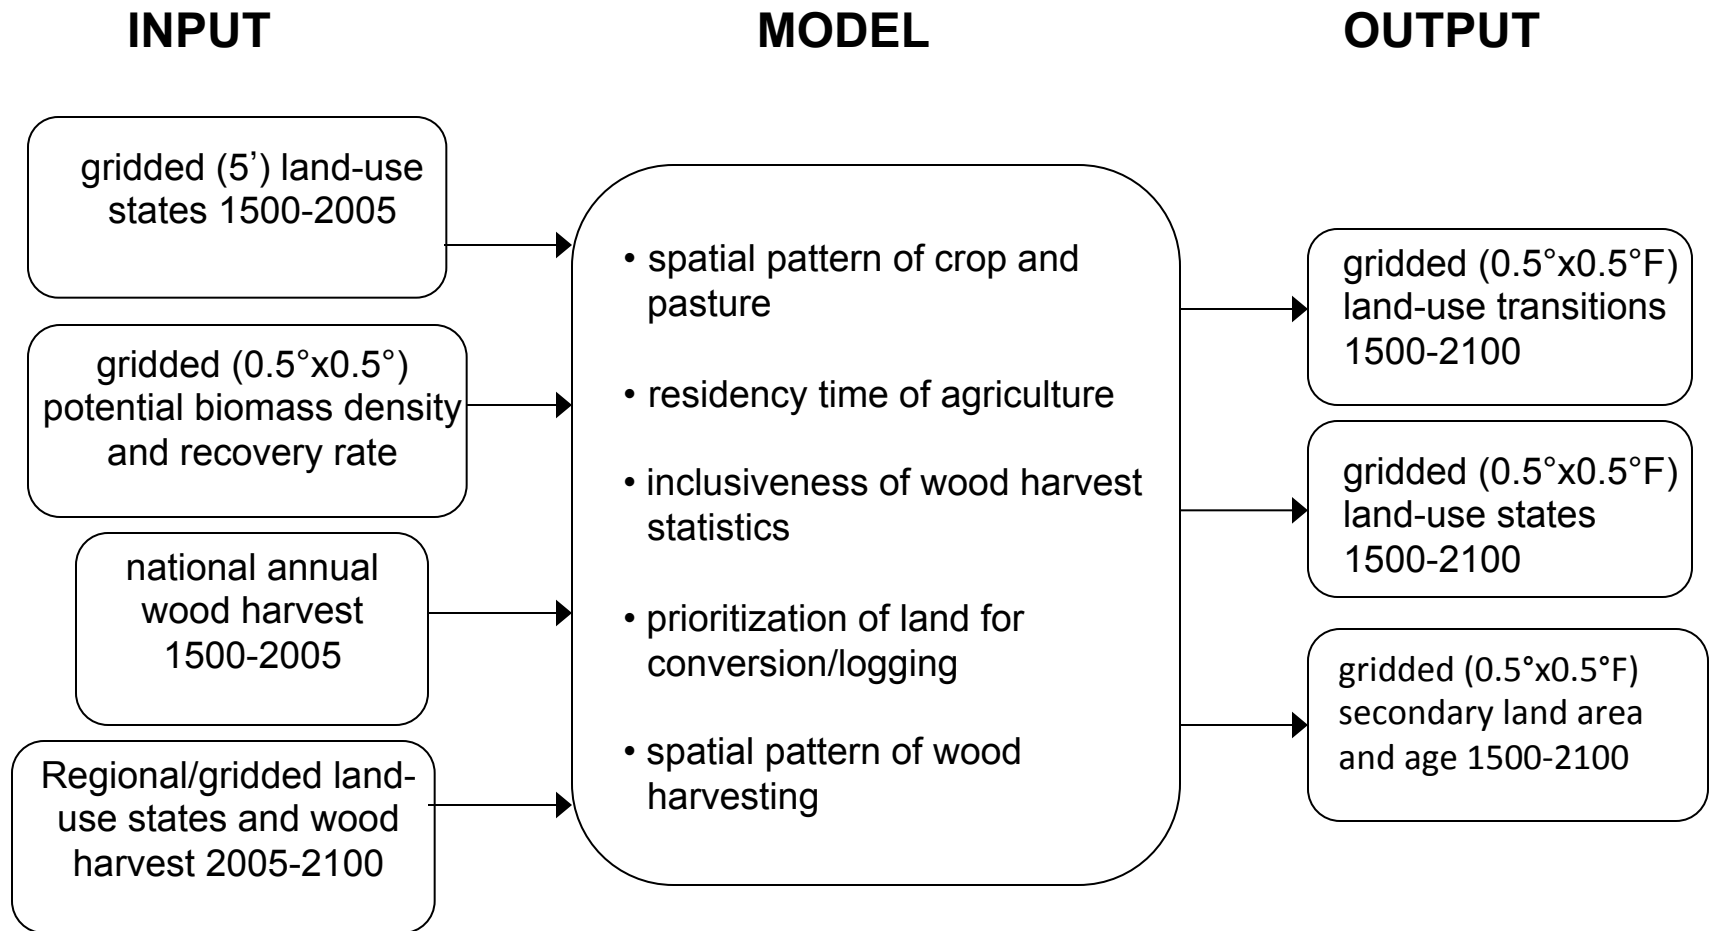 INPUT
MODEL
OUTPUT
gridded (5’) land-use
states 1500-2005
gridded (0.5°x0.5°)
potential biomass density
and recovery rate
national annual
wood harvest
1500-2005
Regional/gridded land-
use states and wood
harvest 2005-2100
• spatial pattern of crop and
pasture
• residency time of agriculture
• inclusiveness of wood harvest
statistics
• prioritization of land for
conversion/logging
• spatial pattern of wood
harvesting
gridded (0.5°x0.5°F)
land-use transitions
1500-2100
gridded (0.5°x0.5°F)
land-use states
1500-2100
gridded (0.5°x0.5°F)
secondary land area
and age 1500-2100